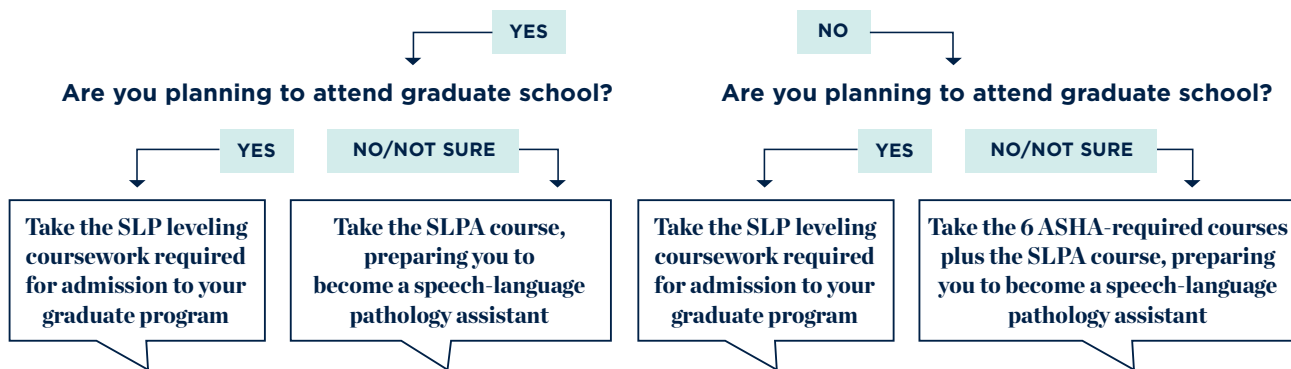 YES
NO
Are you planning to attend graduate school?
Are you planning to attend graduate school?
YES
NO/NOT SURE
YES
NO/NOT SURE
Take the SLP leveling
coursework required
for admission to your
graduate program
Take the SLPA course,
preparing you to
become a speech-language
pathology assistant
Take the SLP leveling
coursework required
for admission to your
graduate program
Take the 6 ASHA-required courses
plus the SLPA course, preparing
you to become a speech-language
pathology assistant